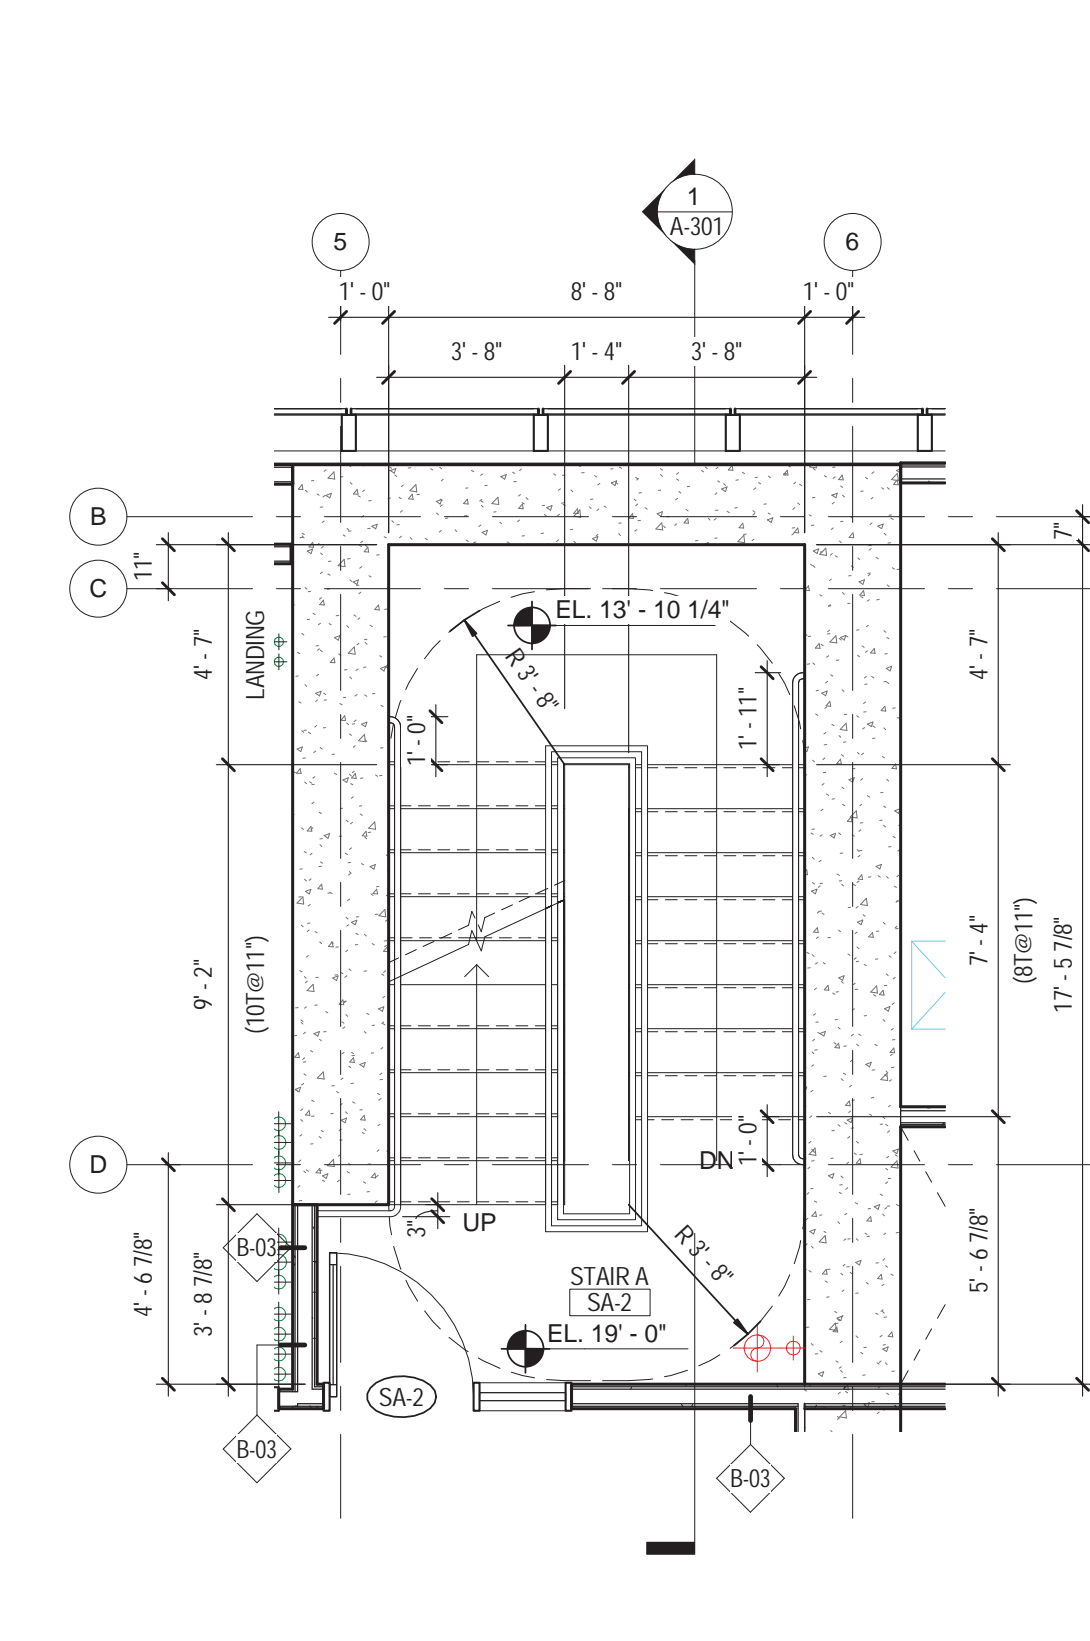 1
A-301
5
6
1' - 0"
8' - 8"
1' - 0"
3' - 8"
1' - 4"
3' - 8"
B
7"
11"
C
EL. 13' - 10 1/4"
LANDING
4' - 7"
4' - 7"
R 3' - 8"
1' - 11"
1' - 0"
9' - 2"
(10T@11")
7' - 4"
(8T@11")
17' - 5 7/8"
D
DN
1' - 0"
3"
UP
B-03
R 3' - 8"
4' - 6 7/8"
3' - 8 7/8"
5' - 6 7/8"
STAIR A
SA-2
EL. 19' - 0"
SA-2
B-03
B-03